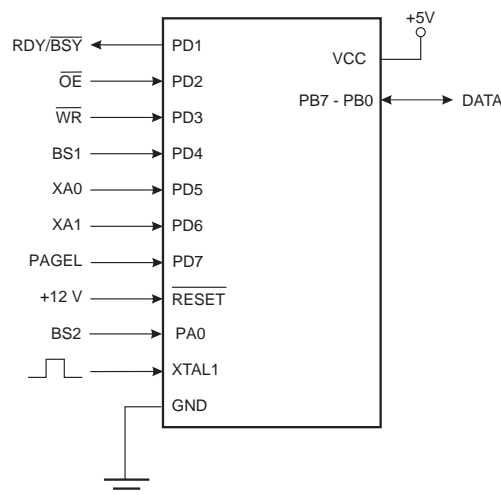 +5V
RDY/BSY PD1
VCC
OE PD2
PB7 - PB0 DATA
WR PD3
BS1 PD4
XA0 PD5
XA1 PD6
PAGEL PD7
+12 V RESET
BS2 PA0
XTAL1
GND